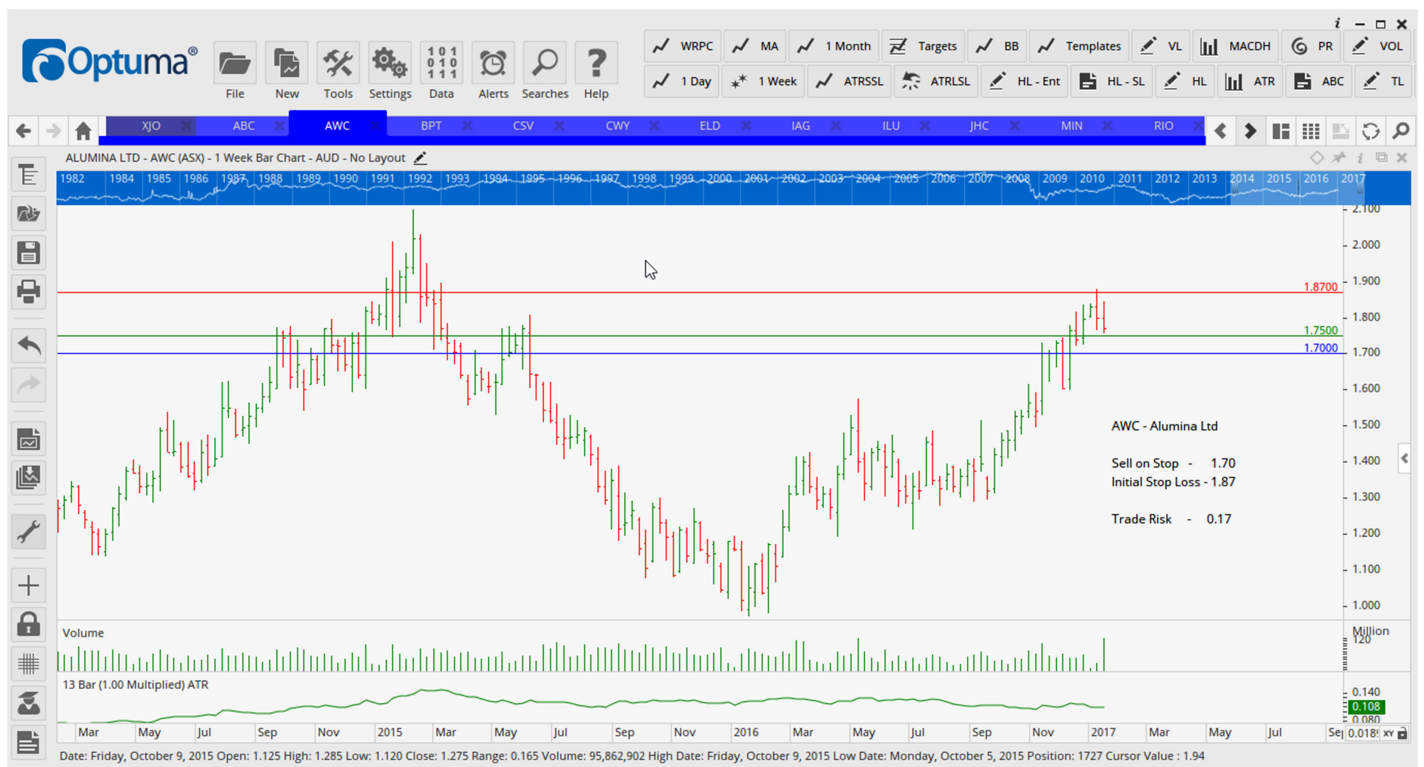 i
Optuma®
File
New
Tools
Settings
101
010
111
Data
Alerts
Searches
?
Help
WRPC
MA
1 Month
Targets
BB
Templates
VL
MACDH
PR
VOL
1 Day
1 Week
ATRSSL
ATRLSL
HL - Ent
HL - SL
HL
ATR
ABC
TL
XJO
ABC
AWC
BPT
CSV
CWY
ELD
IAG
ILU
JHC
MIN
RIO
ALUMINA LTD - AWC (ASX) - 1 Week Bar Chart - AUD - No Layout
i
1982 1984 1985 1986 1987 1988 1989 1990 1991 1992 1993 1994 1995 1996 1997 1998 1999 2000 2001 2002 2003 2004 2005 2006 2007 2008 2009 2010 2011 2012 2013 2014 2015 2016 2017
2.100
2.000
1.900
1.8700
1.800
1.7500
1.700
1.7000
1.600
1.500
1.400
1.300
1.200
1.100
1.000
AWC - Alumina Ltd
Sell on Stop - 1.70
Initial Stop Loss - 1.87
Trade Risk - 0.17
Volume
Million
120
13 Bar (1.00 Multiplied) ATR
0.140
0.108
0.080
Mar May Jul Sep Nov 2015 Mar May Jul Sep Nov 2016 Mar May Jul Sep Nov 2017 Mar May Jul Sep
XY
Date: Friday, October 9, 2015 Open: 1.125 High: 1.285 Low: 1.120 Close: 1.275 Range: 0.165 Volume: 95,862,902 High Date: Friday, October 9, 2015 Low Date: Monday, October 5, 2015 Position: 1727 Cursor Value : 1.94